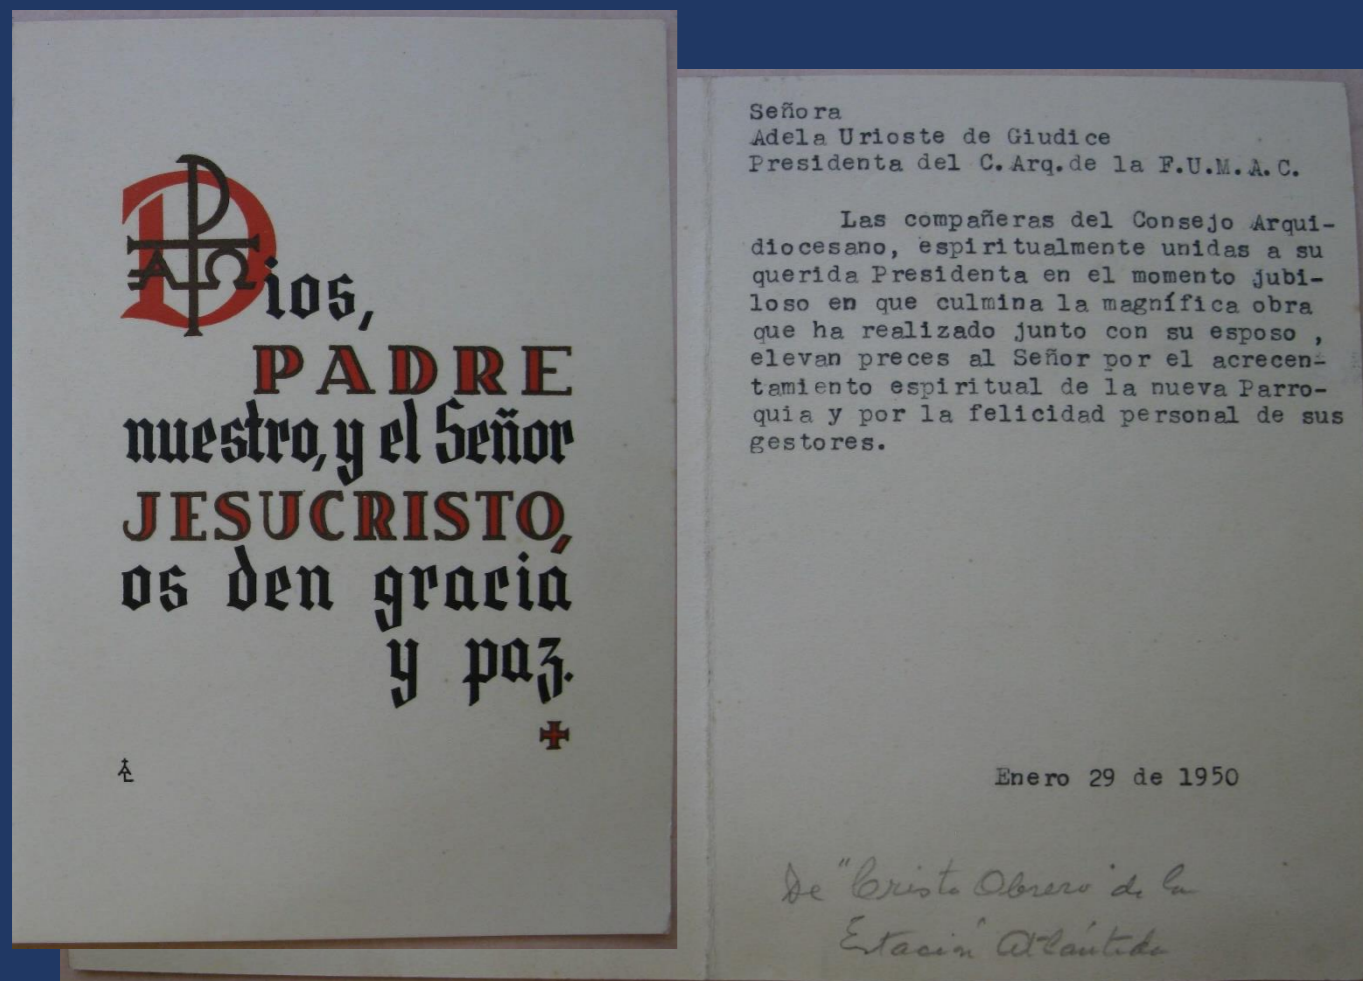 Dios,
PADRE
nuestro, y el Señor
JESUCRISTO,
os den gracia
y paz.
Señora
Adela Urioste de Giudice
Presidenta del C.Arq.de la F.U.M.A.C.
Las compañeras del Consejo Arqui-
diocesano, espiritualmente unidas a su
querida Presidenta en el momento jubi-
loso en que culmina la magnífica obra
que ha realizado junto con su esposo ,
elevan preces al Señor por el acrecen-
tamiento espiritual de la nueva Parro-
quia y por la felicidad personal de sus
gestores.
Enero 29 de 1950
De "Cristo Obrero" de la
Estación" Atlántida